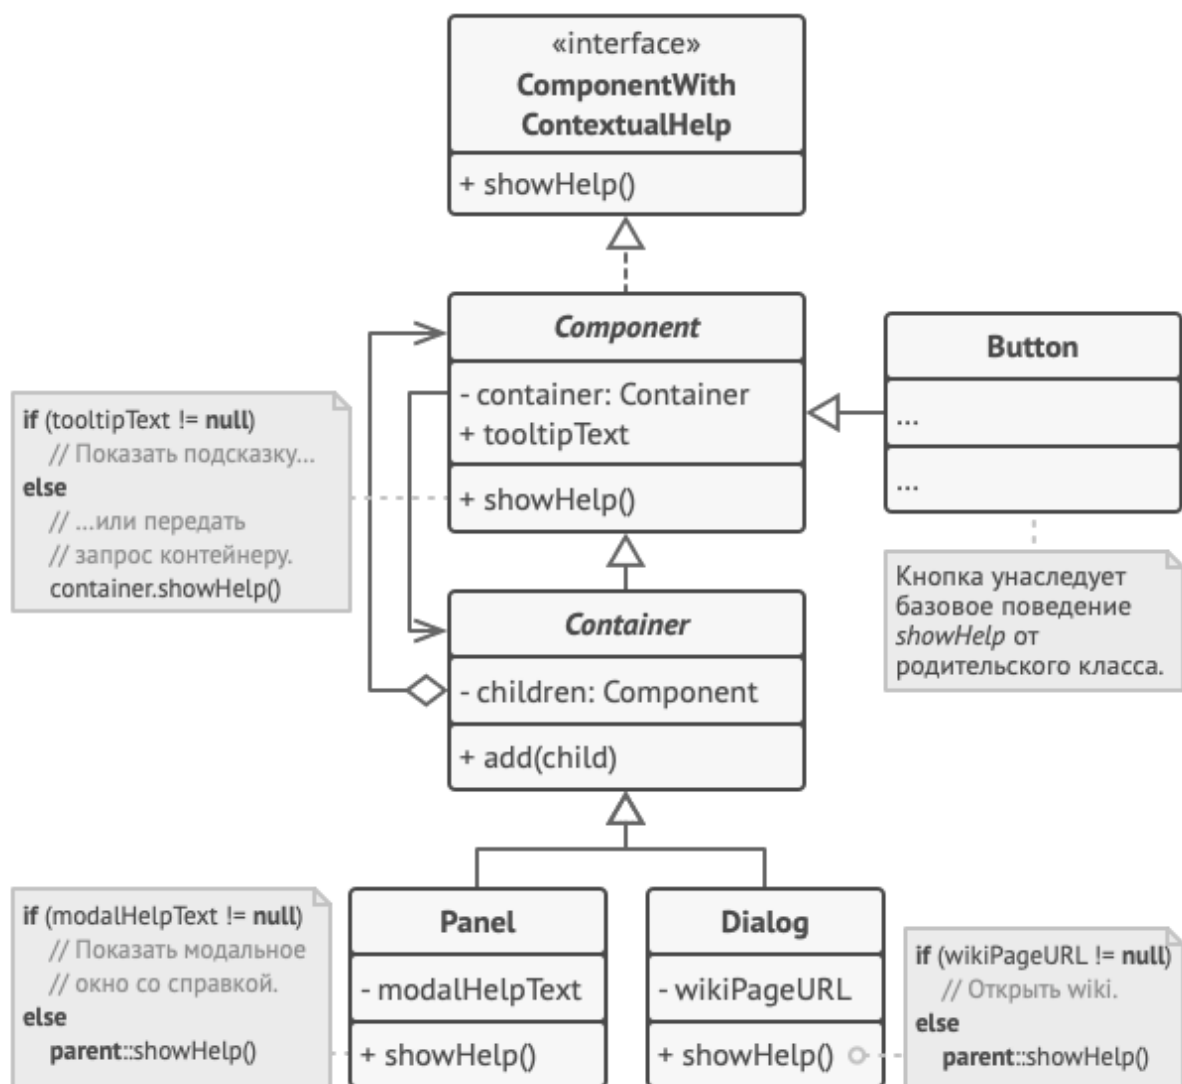 «interface»
ComponentWith
ContextualHelp
+ showHelp()
Component
- container: Container
+ tooltipText
+ showHelp()
Button
...
...
if (tooltipText != null)
// Показать подсказку...
else
// ...или передать
// запрос контейнеру.
container.showHelp()
Кнопка унаследует
базовое поведение
showHelp от
родительского класса.
Container
- children: Component
+ add(child)
if (modalHelpText != null)
// Показать модальное
// окно со справкой.
else
parent::showHelp()
Panel
- modalHelpText
+ showHelp()
Dialog
- wikiPageURL
+ showHelp()
if (wikiPageURL != null)
// Открыть wiki.
else
parent::showHelp()